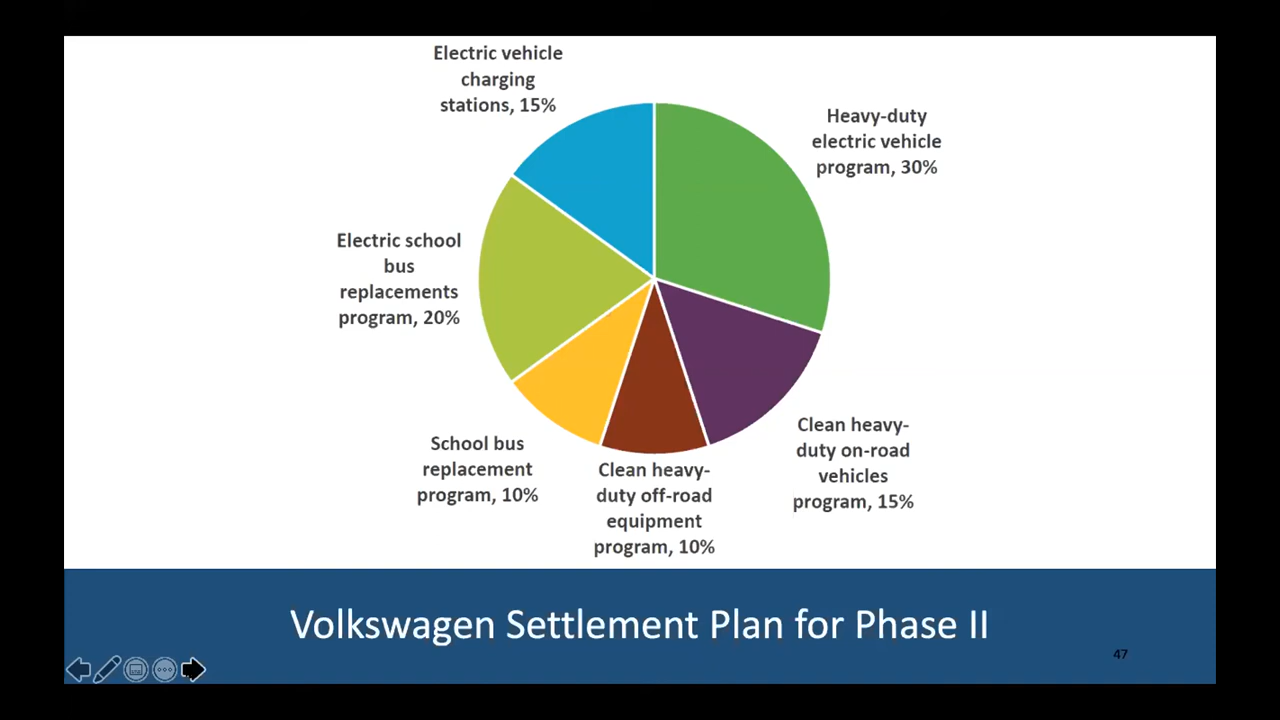 Electric vehicle
charging
stations, 15%
Heavy-duty
electric vehicle
program, 30%
Electric school
bus
replacements
program, 20%
School bus
replacement
program, 10%
Clean heavy-
duty off-road
equipment
program, 10%
Clean heavy-
duty on-road
vehicles
program, 15%
Volkswagen Settlement Plan for Phase II
47